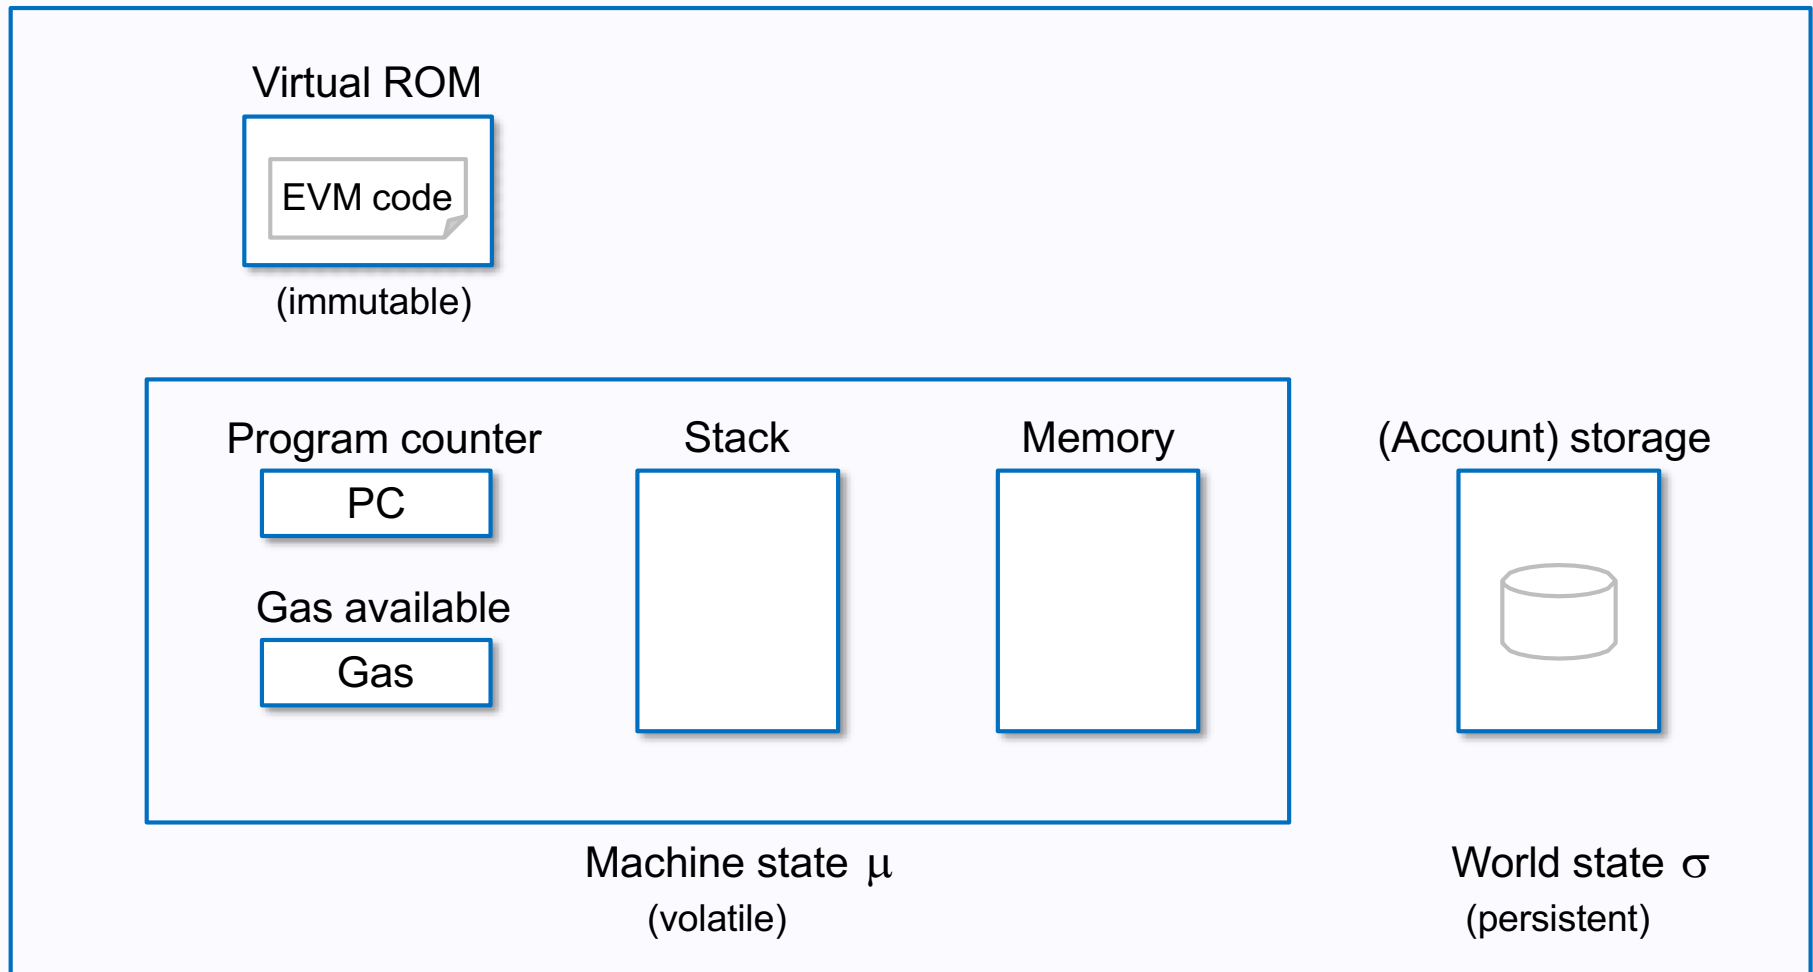 Virtual ROM
EVM code
(immutable)
Program counter
PC
Gas available
Gas
Stack
Memory
(Account) storage
Machine state μ
(volatile)
World state σ
(persistent)